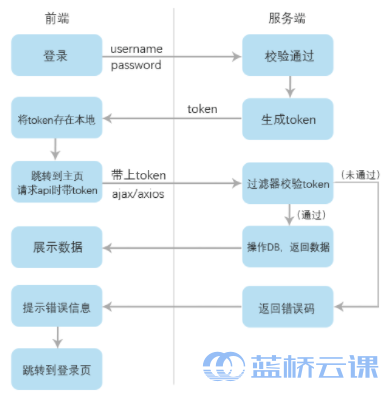 前端
服务端
登录
username
password
校验通过
将token存在本地
token
生成token
跳转到主页
请求api时带token
带上token
ajax/axios
过滤器校验token
(未通过)
(通过)
展示数据
操作DB，返回数据
提示错误信息
返回错误码
跳转到登录页
蓝桥云课